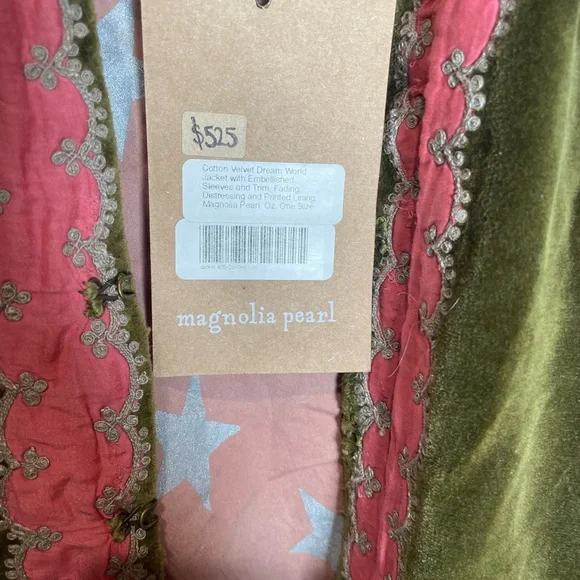 $525
Cotton Velvet Dream World
Jacket with Embellished
Sleeves and Trim, Fading,
Distressing and Printed Lining
Magnolia Pearl. Oz. One Size
magnolia pearl